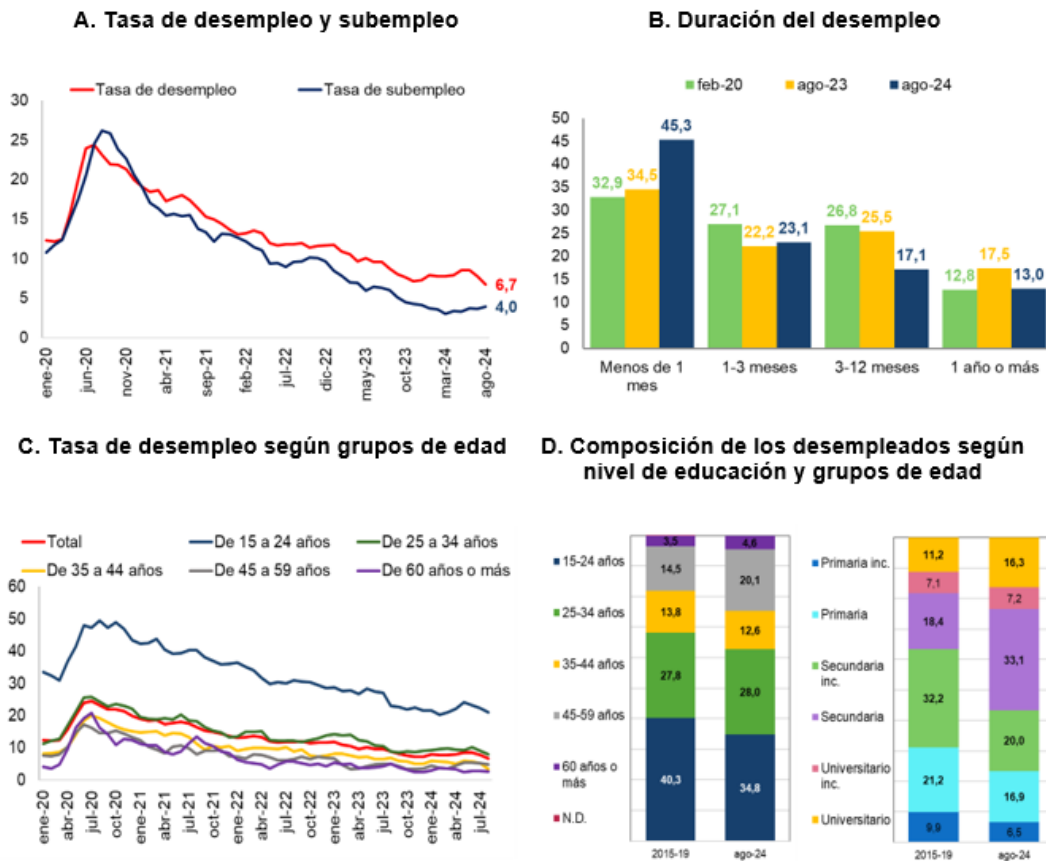 A. Tasa de desempleo y subempleo
Tasa de desempleo
Tasa de subempleo
30
25
20
15
10
5
0
6,7
4,0
ene-20
jun-20
nov-20
abr-21
sep-21
feb-22
jul-22
dic-22
may-23
oct-23
mar-24
ago-24
B. Duración del desempleo
feb-20
ago-23
ago-24
50
45
40
35
30
25
20
15
10
5
0
32,9
34,5
45,3
27,1
22,2
23,1
26,8
25,5
17,1
12,8
17,5
13,0
Menos de 1
mes
1-3 meses
3-12 meses
1 año o más
C. Tasa de desempleo según grupos de edad
Total
De 15 a 24 años
De 25 a 34 años
De 35 a 44 años
De 45 a 59 años
De 60 años o más
60
50
40
30
20
10
0
ene-20
abr-20
jul-20
oct-20
ene-21
abr-21
jul-21
oct-21
ene-22
abr-22
jul-22
oct-22
ene-23
abr-23
jul-23
oct-23
ene-24
abr-24
jul-24
D. Composición de los desempleados según
nivel de educación y grupos de edad
15-24 años
25-34 años
35-44 años
45-59 años
60 años o
más
N.D.
3,5
14,5
13,8
27,8
40,3
4,6
20,1
12,6
28,0
34,8
2015-19
ago-24
Primaria inc.
Primaria
Secundaria
inc.
Secundaria
Universitario
inc.
Universitario
11,2
7,1
18,4
32,2
21,2
9,9
16,3
7,2
33,1
20,0
16,9
6,5
2015-19
ago-24